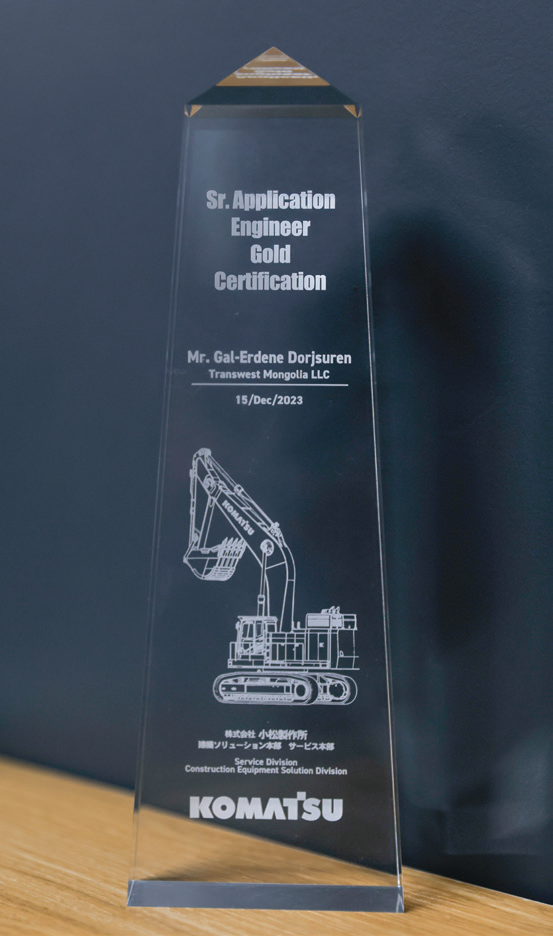 Sr. Application
Engineer
Gold
Certification
Mr. Gal-Erdene Dorjsuren
Transwest Mongolia LLC
15/Dec/2023
KOMATSU
株式会社 小松製作所
建機ソリューション本部 サービス本部
Service Division
Construction Equipment Solution Division
KOMATSU